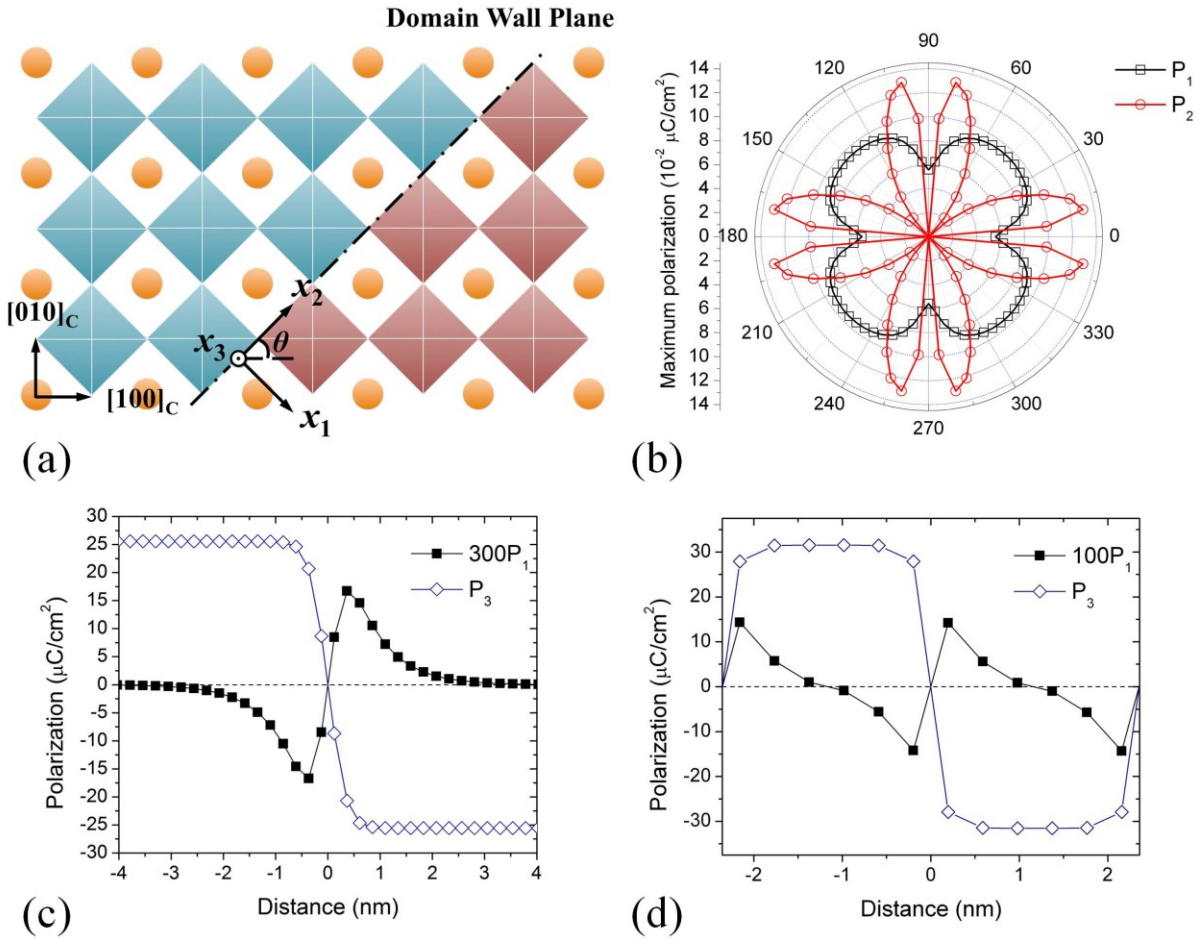 Domain Wall Plane
[010]C
[100]C
x3
x2
θ
x1
(a)
Maximum polarization (10-2 μC/cm2)
14
12
10
8
6
4
2
0
2
4
6
8
10
12
14
90
120
60
150
30
180
0
210
330
240
300
270
P1
P2
(b)
Polarization (μC/cm2)
30
25
20
15
10
5
0
-5
-10
-15
-20
-25
-30
300P1
P3
-4 -3 -2 -1 0 1 2 3 4
Distance (nm)
(c)
Polarization (μC/cm2)
30
20
10
0
-10
-20
-30
100P1
P3
-2 -1 0 1 2
Distance (nm)
(d)